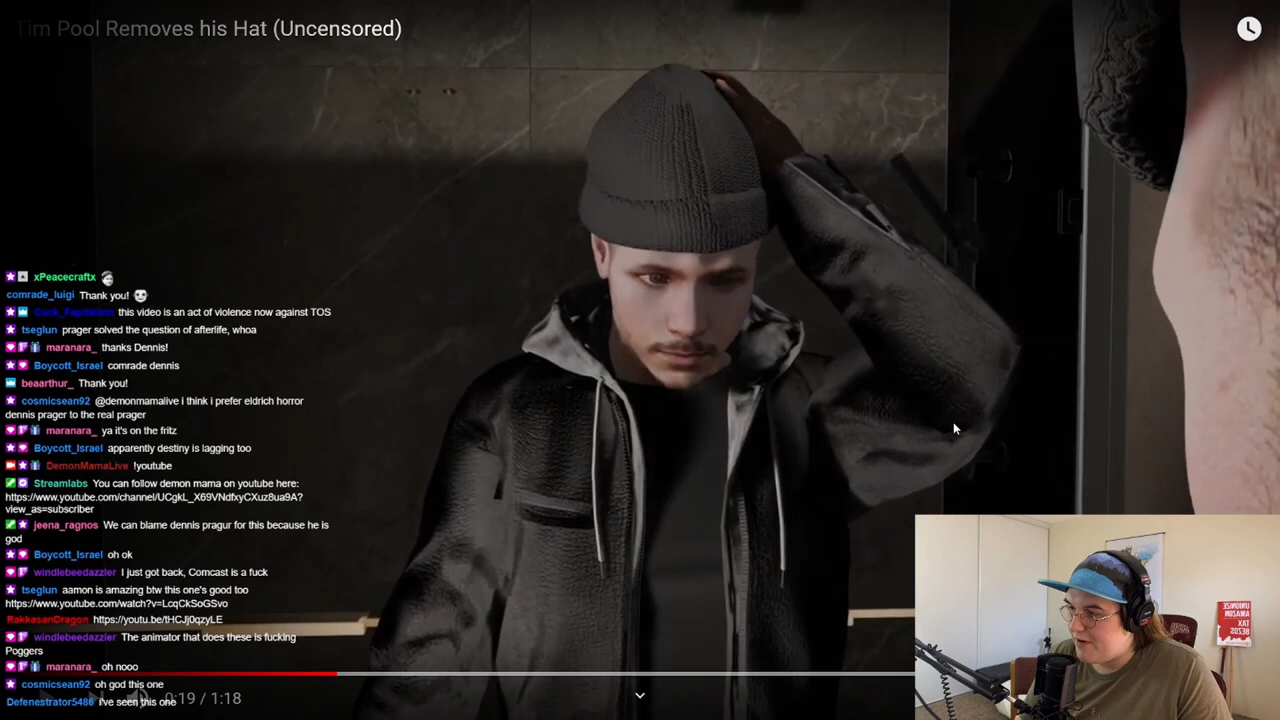 Tim Pool Removes his Hat (Uncensored)
xPeacecraftx
comrade_luigi Thank you!
Cock_Fapitalism this video is an act of violence now against TOS
tseglun prager solved the question of afterlife, whoa
maranara_ thanks Dennis!
Boycott_Israel comrade dennis
beaarthur_ Thank you!
cosmicsean92 @demonmamalive i think i prefer eldrich horror
dennis prager to the real prager
maranara_ ya it's on the fritz
Boycott_Israel apparently destiny is lagging too
DemonMamaLive !youtube
Streamlabs You can follow demon mama on youtube here:
https://www.youtube.com/channel/UCgkL_X69VNdfxyCXuz8ua9A?
view_as=subscriber
jeena_ragnos We can blame dennis pragur for this because he is
god
Boycott_Israel oh ok
windlebeedazzler I just got back, Comcast is a fuck
tseglun aamon is amazing btw this one's good too
https://www.youtube.com/watch?v=LcqCkSoGSvo
RakkasanDragon https://youtu.be/tHCJj0qzyLE
windlebeedazzler The animator that does these is fucking
Poggers
maranara_ oh nooo
cosmicsean92 oh god this one
Defenestrator5486 i've seen this one
0:19 / 1:18
UNIONIZE
AMAZON
TAX
BEZOS